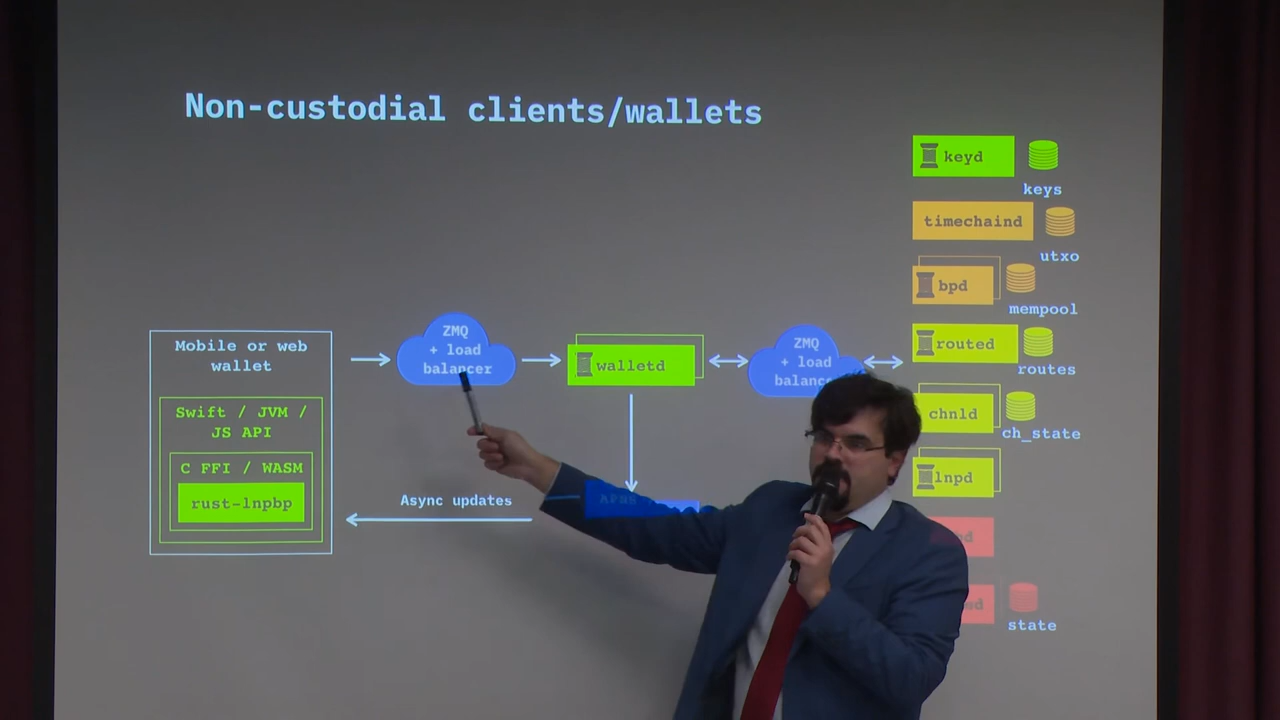 Non-custodial clients/wallets
keyd
keys
timechaind
utxo
bpd
mempool
Mobile or web
wallet
ZMQ
+ load
balancer
walletd
ZMQ
+ load
routed
routes
Swift / JVM /
JS API
chnld
ch_state
C FFI / WASM
rust-lnpbp
lnpd
Async updates
APNS
state